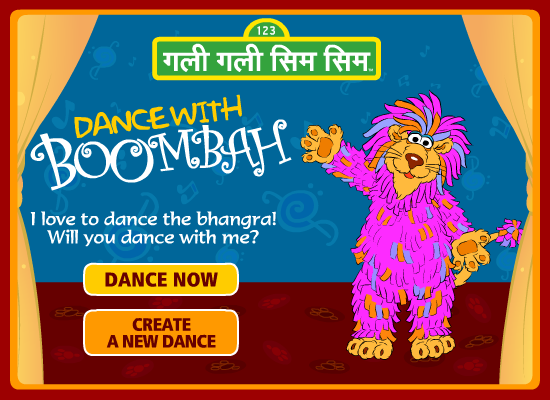 123
गली गली सिम सिम™
DANCE WITH
BOOMBAH
I love to dance the bhangra!
Will you dance with me?
DANCE NOW
CREATE
A NEW DANCE